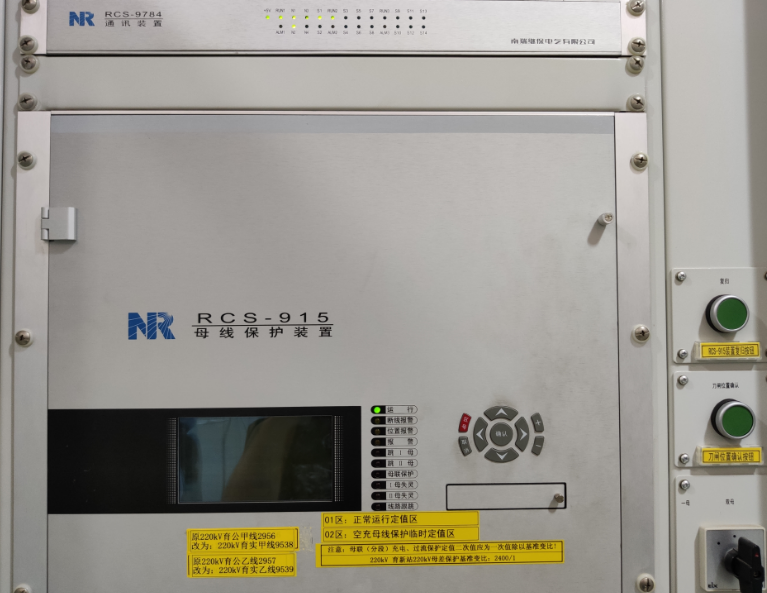 NR RCS-9784
通讯装置
南瑞继保电气有限公司
NR RCS-915
母线保护装置
运 行
断线报警
位置报警
报 警
跳 I 母
跳 II 母
母联保护
I母失灵
II母失灵
线路跟跳
确认
复归
RCS-915装置复归按钮
刀闸位置确认
刀闸位置确认按钮
01区：正常运行定值区
02区：空充母线保护临时定值区
原220kV育公甲线2956
改为：220kV育实甲线9538
原220kV育公乙线2957
改为：220kV育实乙线9539
注意：母联（分段）充电、过流保护定值二次值应为一次值除以基准变比！
220kV 育新站220kV母差保护基准变比：2400/1